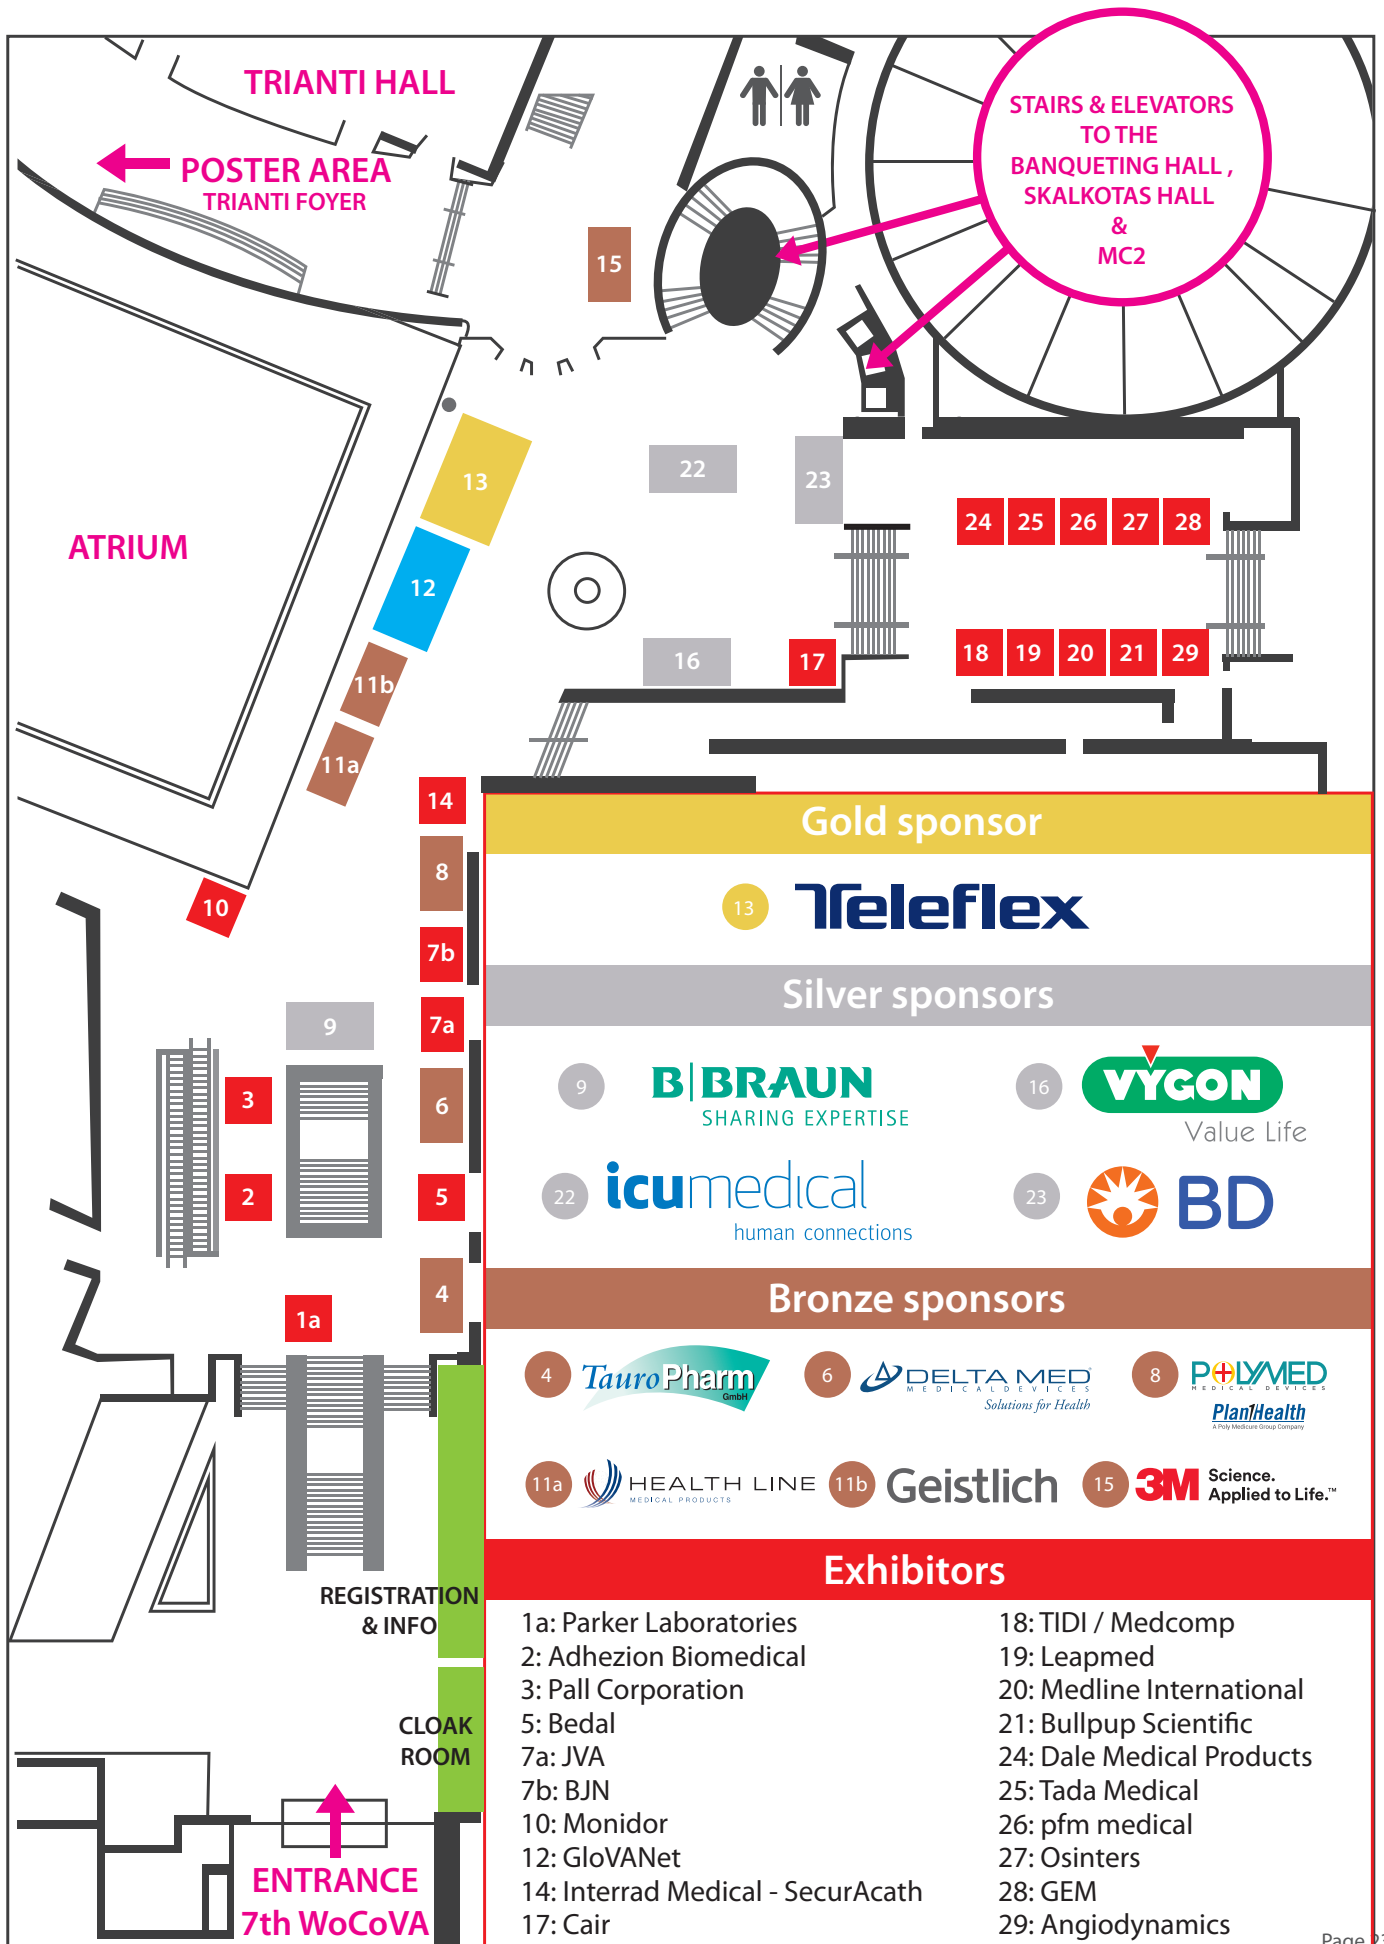 TRIANTI HALL
POSTER AREA
TRIANTI FOYER
STAIRS & ELEVATORS
TO THE
BANQUETING HALL ,
SKALKOTAS HALL
&
MC2
15
13
22
23
ATRIUM
12
24 25 26 27 28
16
17
18 19 20 21 29
11b
11a
14
8
10
7b
9
7a
3
6
2
5
4
1a
REGISTRATION
& INFO
CLOAK
ROOM
ENTRANCE
7th WoCoVA
Gold sponsor
13 Teleflex
Silver sponsors
9 B|BRAUN
SHARING EXPERTISE
16 VYGON
Value Life
22 icumedical
human connections
23 BD
Bronze sponsors
4 TauroPharm
GmbH
6 DELTA MED
MEDICAL DEVICES
Solutions for Health
8 POLYMED
MEDICAL DEVICES
Plan1Health
A Poly Medicure Group Company
11a HEALTH LINE
MEDICAL PRODUCTS
11b Geistlich
15 3M Science.
Applied to Life.™
Exhibitors
1a: Parker Laboratories
2: Adhezion Biomedical
3: Pall Corporation
5: Bedal
7a: JVA
7b: BJN
10: Monidor
12: GloVANet
14: Interrad Medical - SecurAcath
17: Cair
18: TIDI / Medcomp
19: Leapmed
20: Medline International
21: Bullpup Scientific
24: Dale Medical Products
25: Tada Medical
26: pfm medical
27: Osinters
28: GEM
29: Angiodynamics
Page